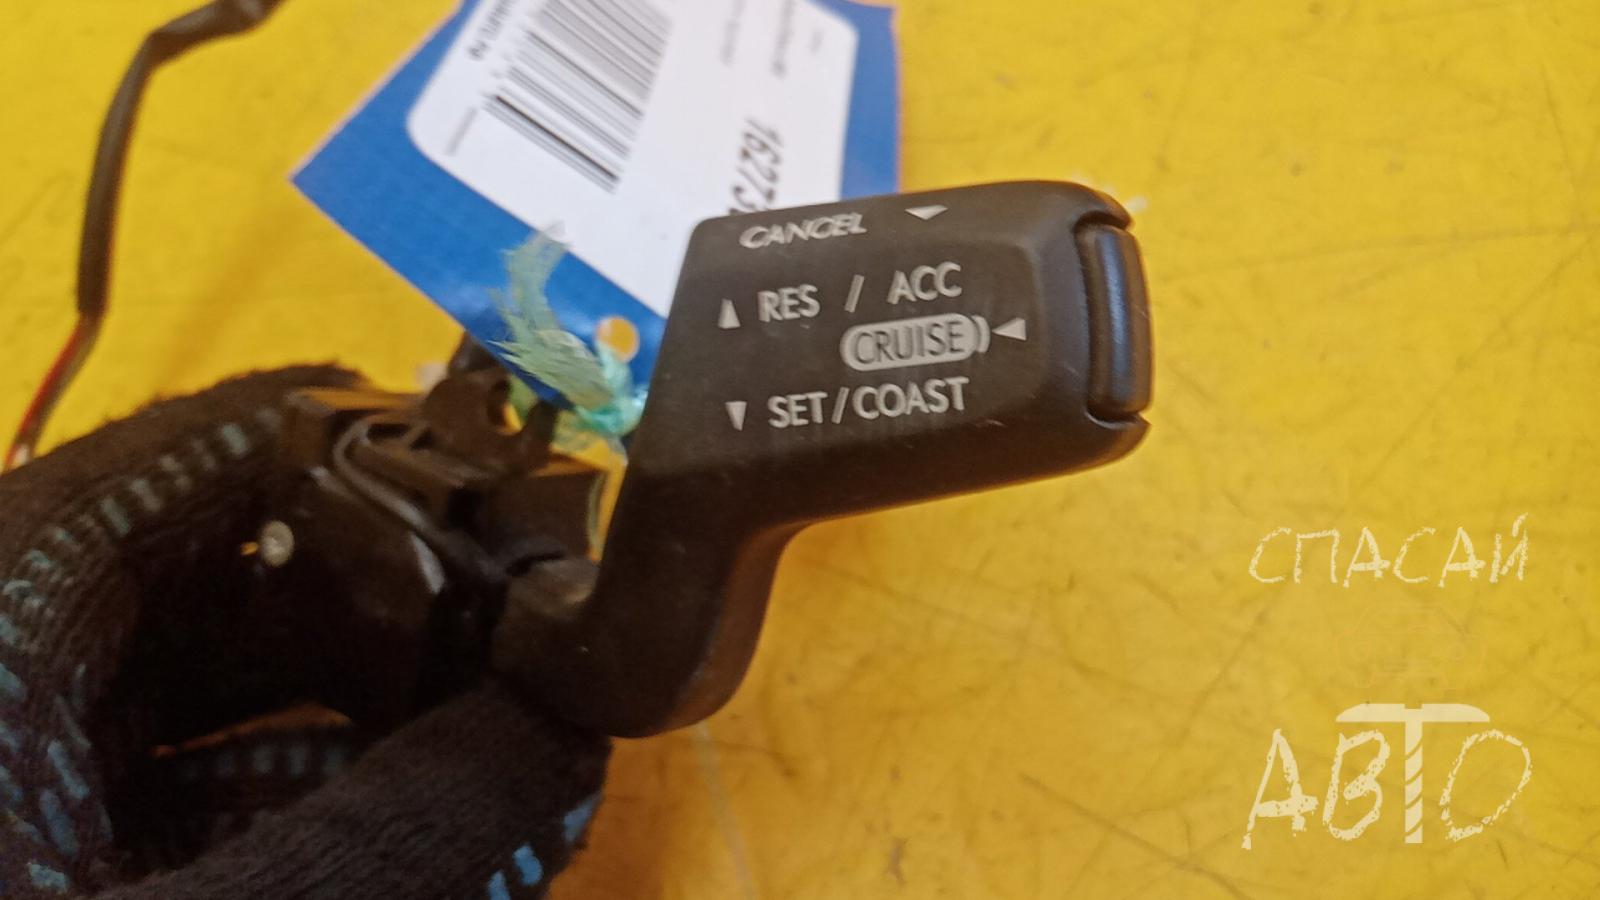 CANCEL
RES / ACC
CRUISE
SET/COAST
СПАСАЙ
АВТО